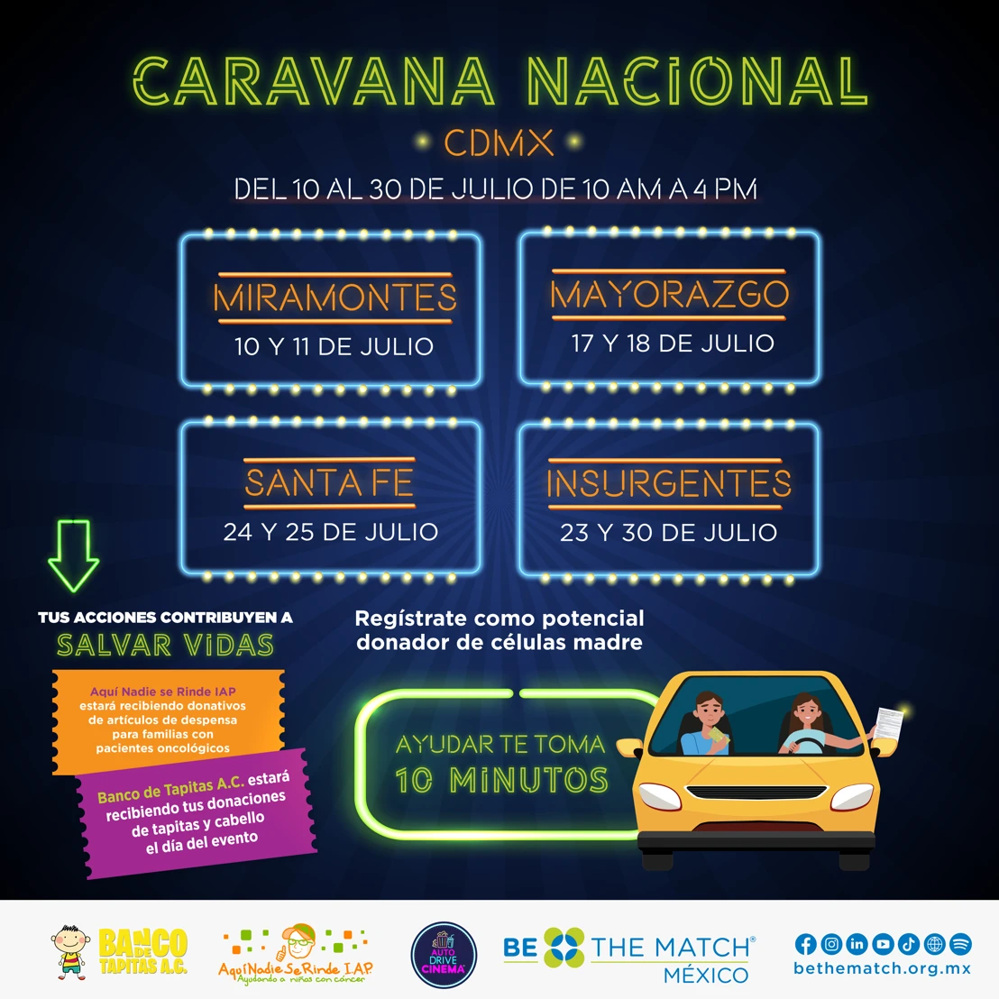 CARAVANA NACIONAL
CDMX
DEL 10 AL 30 DE JULIO DE 10 AM A 4 PM
MIRAMONTES
10 Y 11 DE JULIO
MAYORAZGO
17 Y 18 DE JULIO
SANTA FE
24 Y 25 DE JULIO
INSURGENTES
23 Y 30 DE JULIO
TUS ACCIONES CONTRIBUYEN A
SALVAR VIDAS
Aquí Nadie se Rinde IAP
estará recibiendo donativos
de artículos de despensa
para familias con
pacientes oncológicos
Banco de Tapitas A.C. estará
recibiendo tus donaciones
de tapitas y cabello
el día del evento
Regístrate como potencial
donador de células madre
AYUDAR TE TOMA
10 MINUTOS
BANCO
DE
TAPITAS A.C.
Aquí Nadie Se Rinde I.A.P.
Ayudando a niños con cáncer
AUTO
DRIVE
CINEMA
BE THE MATCH®
MÉXICO
bethematch.org.mx